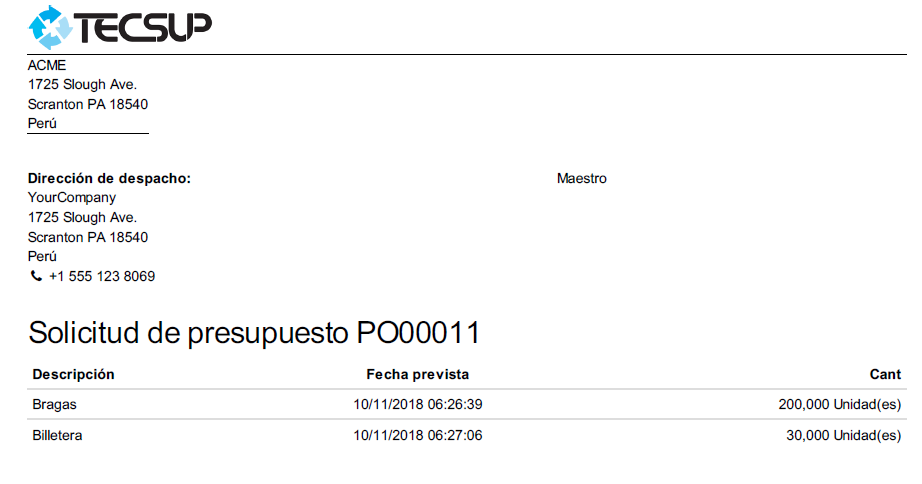 TECSUP
ACME
1725 Slough Ave.
Scranton PA 18540
Perú
Dirección de despacho:
Maestro
YourCompany
1725 Slough Ave.
Scranton PA 18540
Perú
+1 555 123 8069
Solicitud de presupuesto PO00011
Descripción Fecha prevista Cant
Bragas 10/11/2018 06:26:39 200,000 Unidad(es)
Billetera 10/11/2018 06:27:06 30,000 Unidad(es)